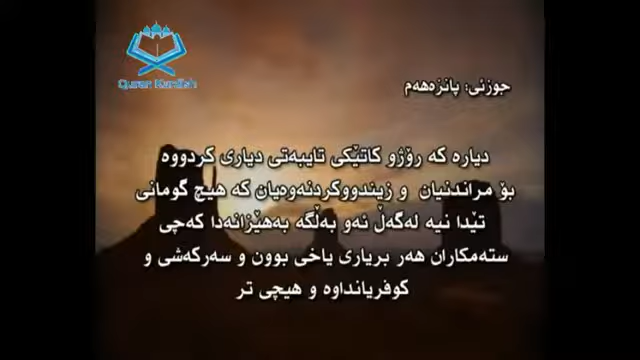 Quran Kurdish
جوزئی: پانزەهەم
دیارە کە رۆژو کاتێکی تایبەتی دیاری کردووە
بۆ مراندنیان و زیندووکردنەوەیان کە هیچ گومانی
تێدا نیە لەگەڵ ئەو بەڵگە بەهێزانەدا کەچی
ستەمکاران هەر بریاری یاخی بوون و سەرکەشی و
کوفریانداوە و هیچی تر